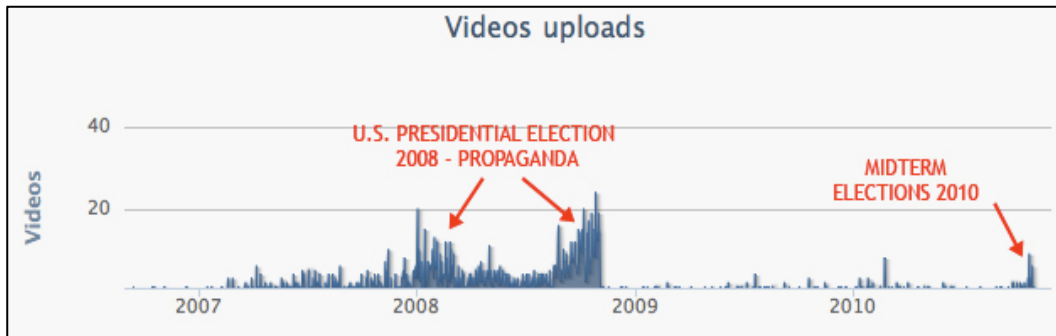 Videos uploads
40
U.S. PRESIDENTIAL ELECTION
2008 - PROPAGANDA
MIDTERM
ELECTIONS 2010
20
Videos
2007 2008 2009 2010